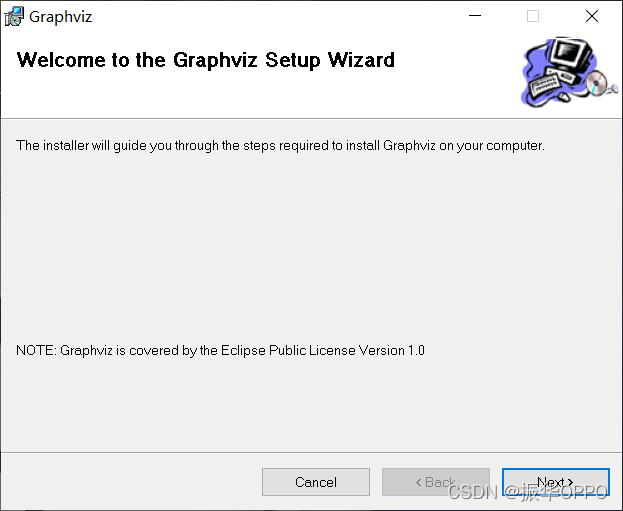 Graphviz
Welcome to the Graphviz Setup Wizard
The installer will guide you through the steps required to install Graphviz on your computer.
NOTE: Graphviz is covered by the Eclipse Public License Version 1.0
Cancel
< Back
Next >
CSDN @振华OPPO